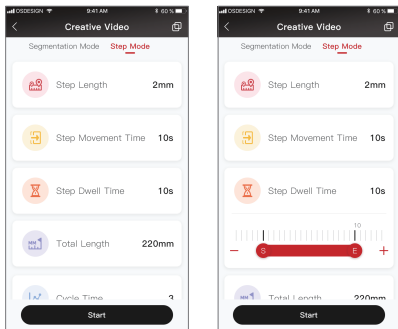 OSDESIGN 9:41 AM 60 %
Creative Video
Segmentation Mode Step Mode
Step Length 2mm
Step Movement Time 10s
Step Dwell Time 10s
MM
Total Length 220mm
Cycle Time 3
Start
OSDESIGN 9:41 AM 60 %
Creative Video
Segmentation Mode Step Mode
Step Length 2mm
Step Movement Time 10s
Step Dwell Time 10s
10
− S E +
MM
Total Length 220mm
Start